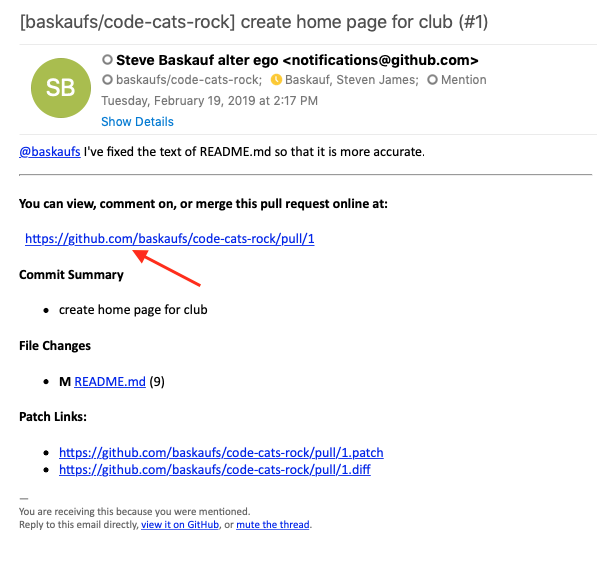 [baskaufs/code-cats-rock] create home page for club (#1)
SB
Steve Baskauf alter ego <notifications@github.com>
baskaufs/code-cats-rock; Baskauf, Steven James; Mention
Tuesday, February 19, 2019 at 2:17 PM
Show Details
@baskaufs I've fixed the text of README.md so that it is more accurate.
You can view, comment on, or merge this pull request online at:
https://github.com/baskaufs/code-cats-rock/pull/1
Commit Summary
• create home page for club
File Changes
• M README.md (9)
Patch Links:
• https://github.com/baskaufs/code-cats-rock/pull/1.patch
• https://github.com/baskaufs/code-cats-rock/pull/1.diff
—
You are receiving this because you were mentioned.
Reply to this email directly, view it on GitHub, or mute the thread.